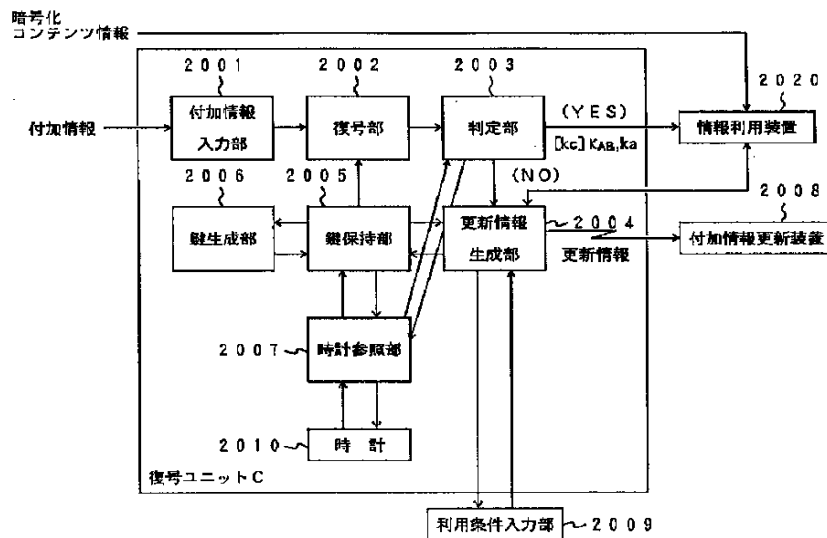 暗号化
コンテンツ情報
2001
2002
2003
2020
付加情報
付加情報
入力部
復号部
判定部
(YES)
[kc] KAB, ka
情報利用装置
(NO)
2006
2005
2004
2008
鍵生成部
鍵保持部
更新情報
生成部
更新情報
付加情報更新装置
2007
時計参照部
2010
時計
復号ユニットC
利用条件入力部
2009